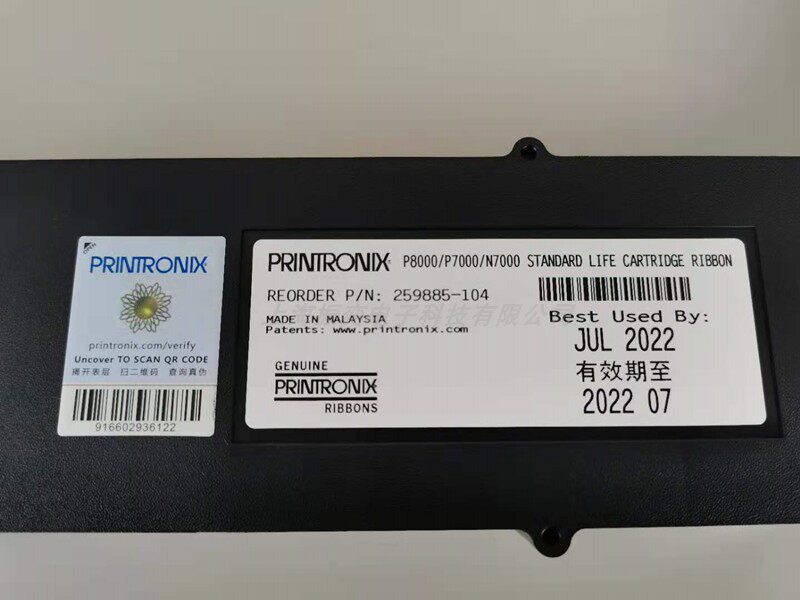 OPEN
PRINTRONIX
printronix.com/verify
Uncover TO SCAN QR CODE
揭开表层 扫二维码 查询真伪
916602936122
PRINTRONIX P8000/P7000/N7000 STANDARD LIFE CARTRIDGE RIBBON
REORDER P/N: 259885-104
MADE IN MALAYSIA
Patents: www.printronix.com
GENUINE
PRINTRONIX
RIBBONS
Best Used By:
JUL 2022
有效期至
2022 07